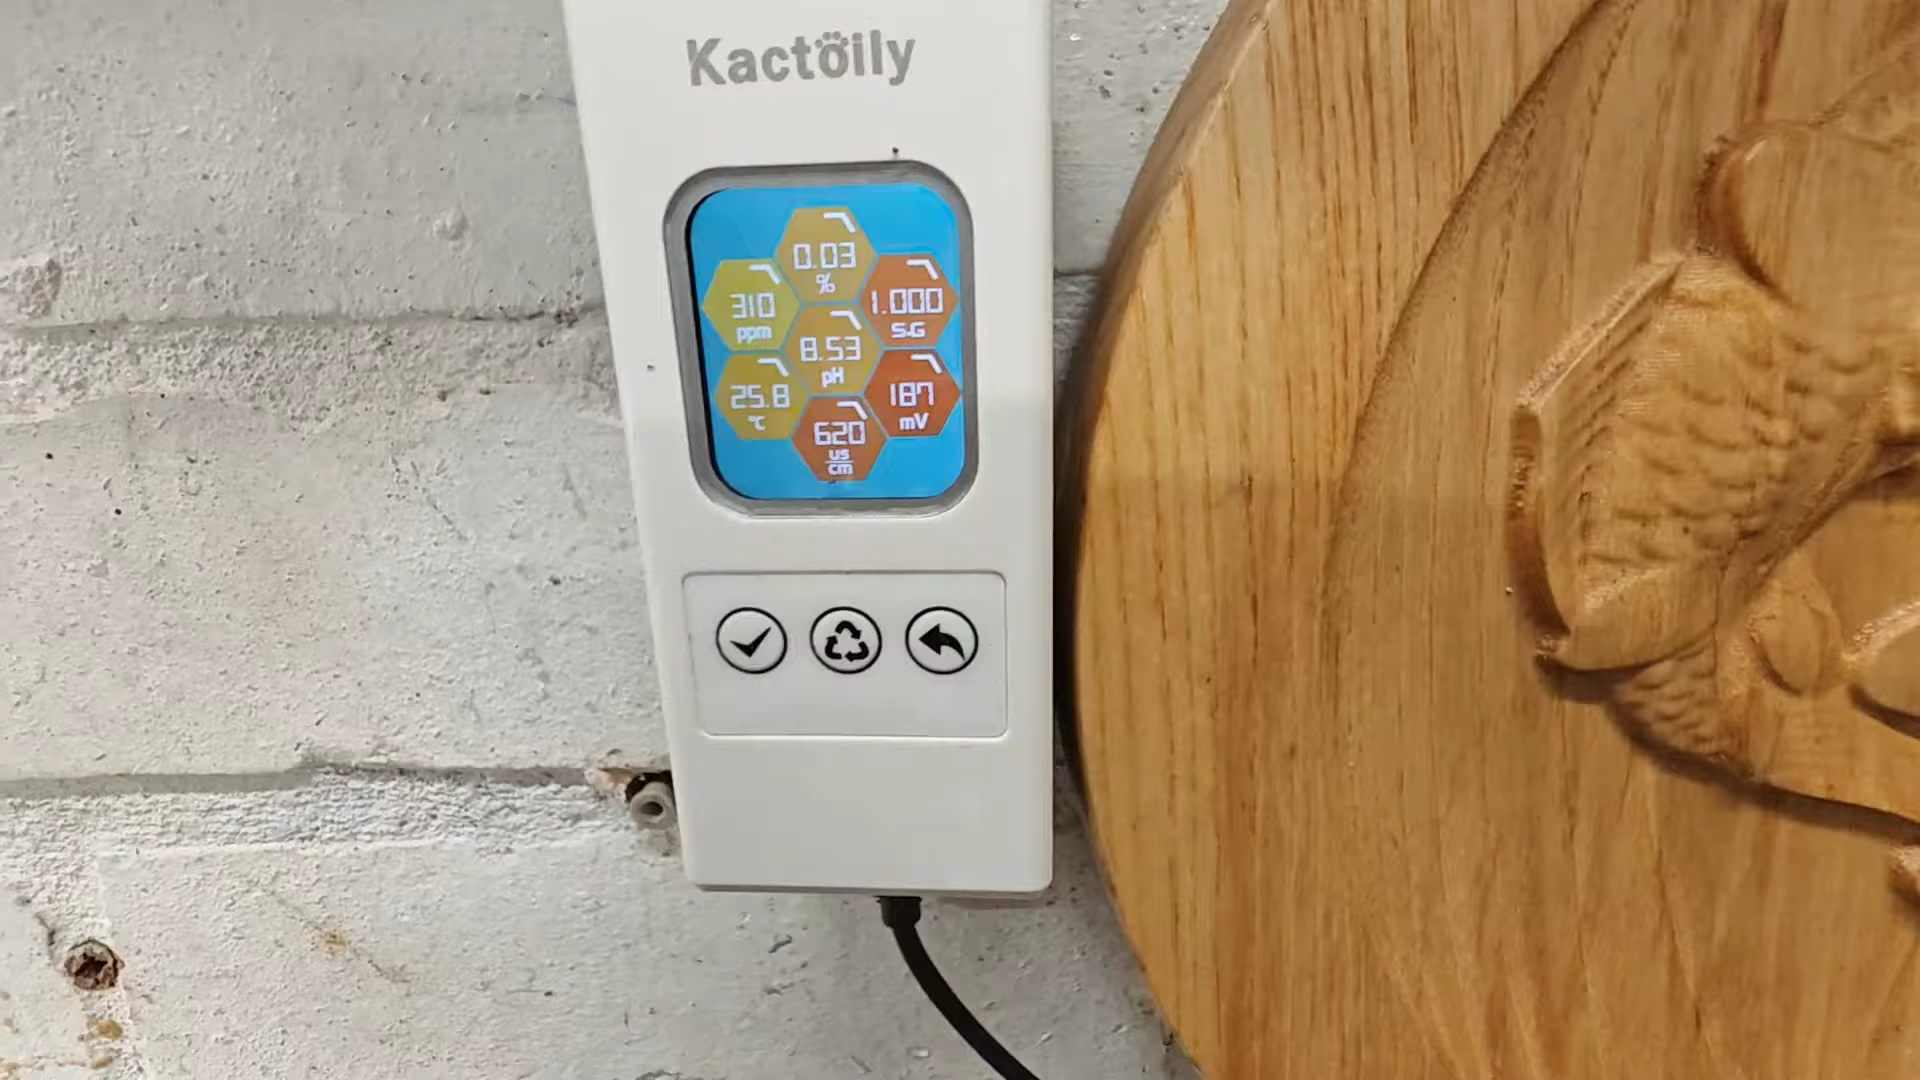 Kactoily
0.03
%
310
ppm
1.000
S.G
8.53
pH
25.8
℃
187
mV
620
us
cm